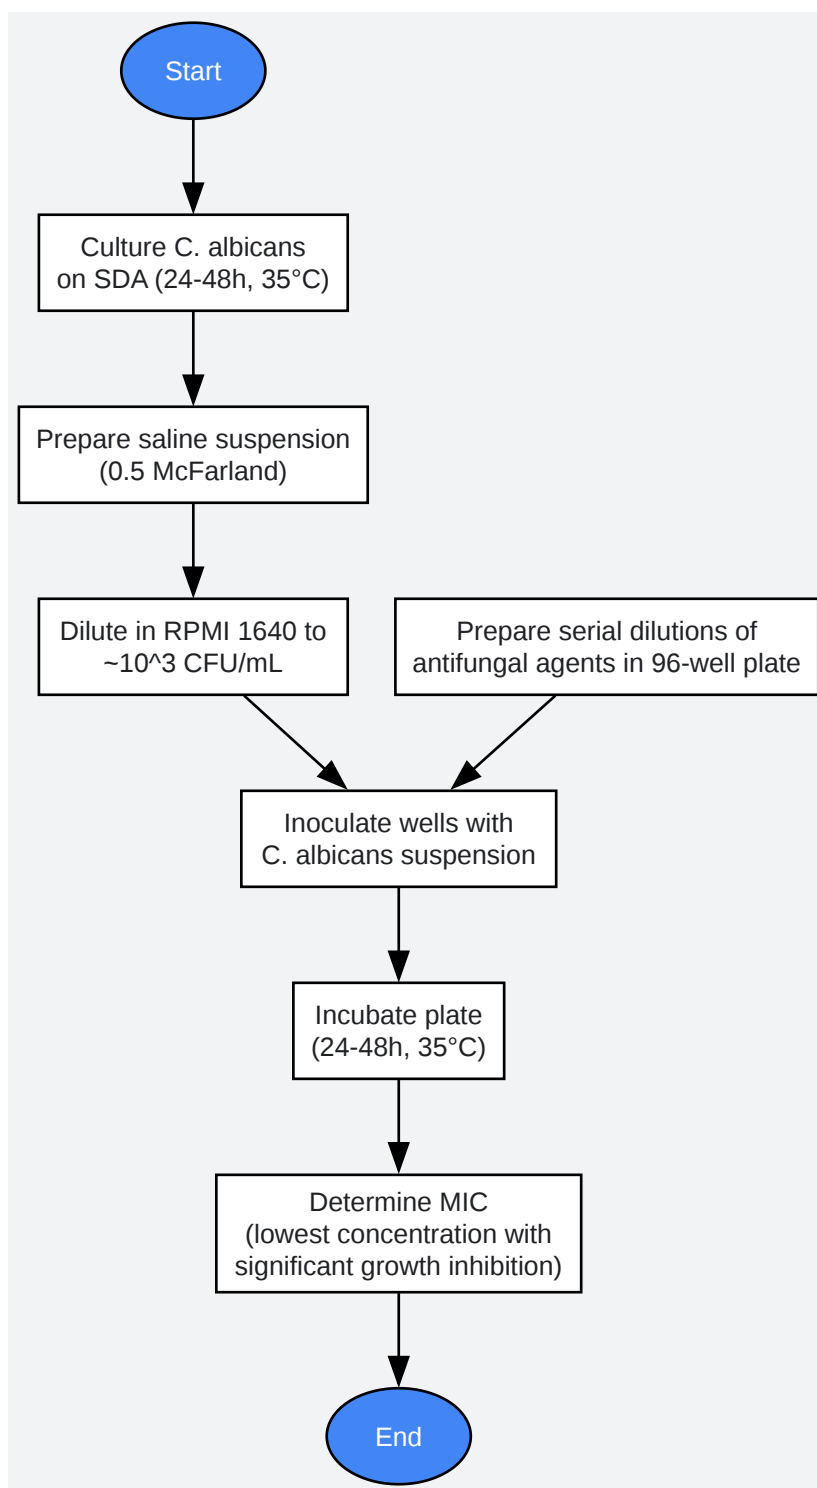 Start
Culture C. albicans
on SDA (24-48h, 35°C)
Prepare saline suspension
(0.5 McFarland)
Dilute in RPMI 1640 to
~10^3 CFU/mL
Prepare serial dilutions of
antifungal agents in 96-well plate
Inoculate wells with
C. albicans suspension
Incubate plate
(24-48h, 35°C)
Determine MIC
(lowest concentration with
significant growth inhibition)
End